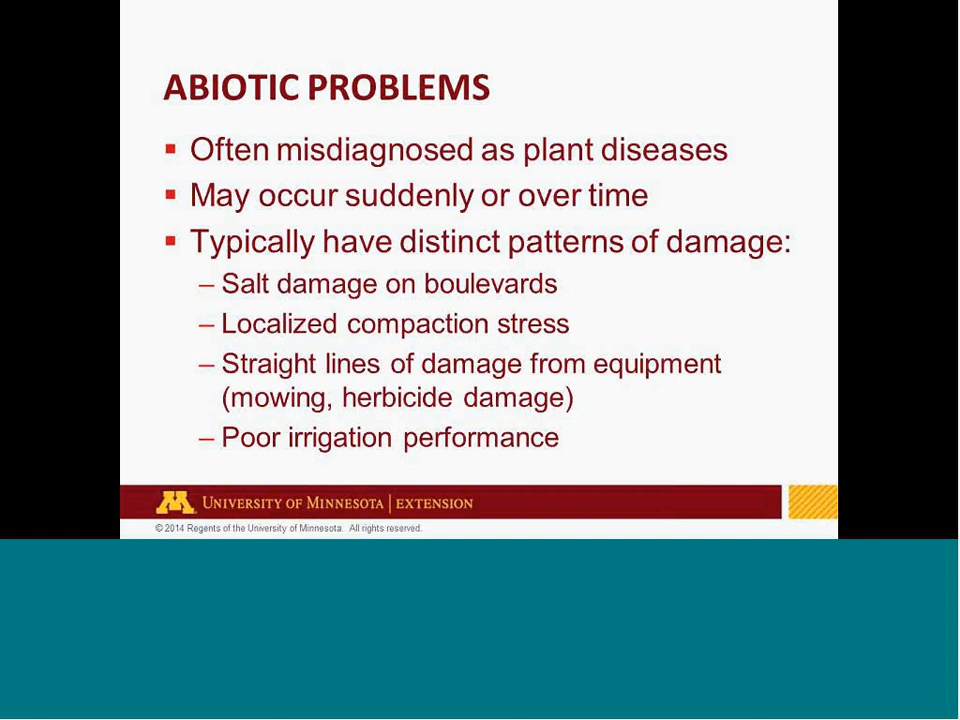 ABIOTIC PROBLEMS
▪ Often misdiagnosed as plant diseases
▪ May occur suddenly or over time
▪ Typically have distinct patterns of damage:
– Salt damage on boulevards
– Localized compaction stress
– Straight lines of damage from equipment
(mowing, herbicide damage)
– Poor irrigation performance
M UNIVERSITY OF MINNESOTA | EXTENSION
© 2014 Regents of the University of Minnesota. All rights reserved.